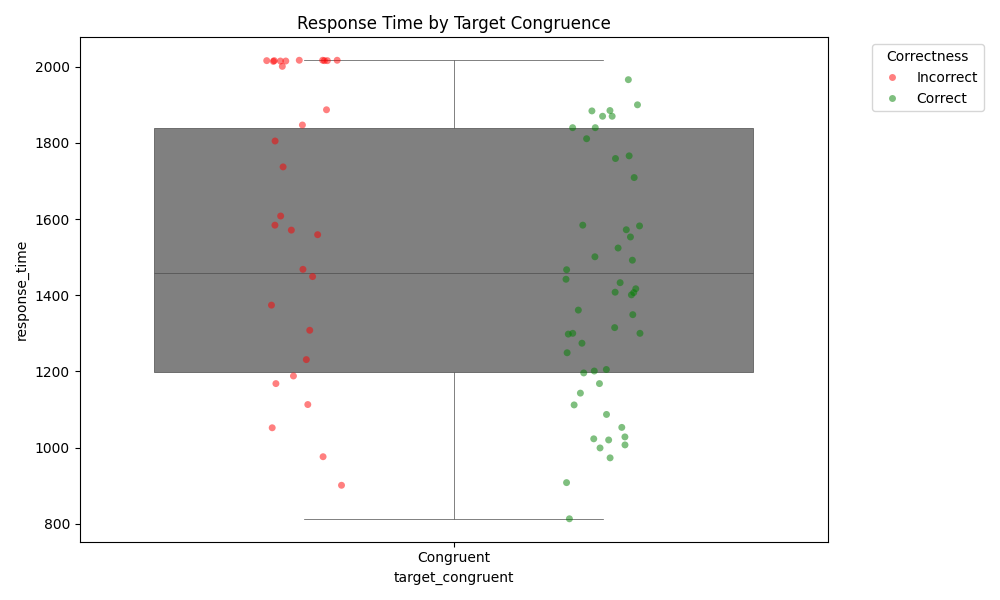 Response Time by Target Congruence
Correctness
Incorrect
Correct
response_time
2000
1800
1600
1400
1200
1000
800
Congruent
target_congruent